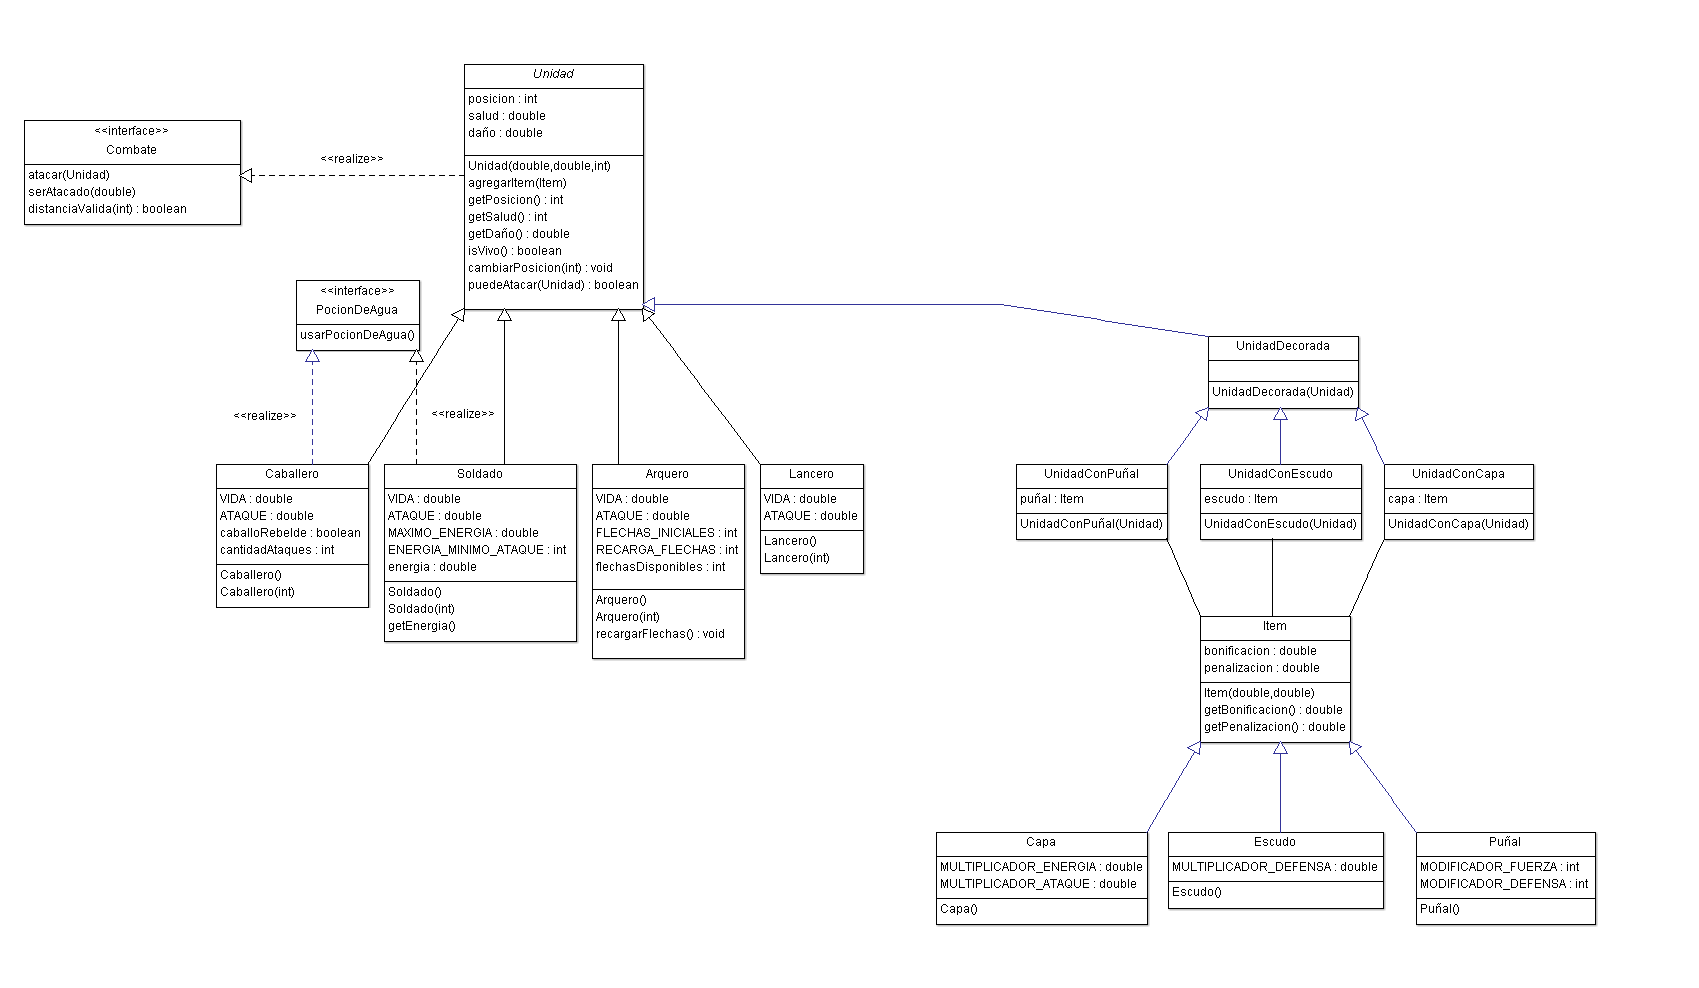 Unidad
posicion : int
salud : double
daño : double
Unidad(double,double,int)
agregarItem(Item)
getPosicion() : int
getSalud() : int
getDaño() : double
isVivo() : boolean
cambiarPosicion(int) : void
puedeAtacar(Unidad) : boolean
<<interface>>
Combate
atacar(Unidad)
serAtacado(double)
distanciaValida(int) : boolean
<<realize>>
<<interface>>
PocionDeAgua
usarPocionDeAgua()
<<realize>>
<<realize>>
UnidadDecorada
UnidadDecorada(Unidad)
Caballero
VIDA : double
ATAQUE : double
caballoRebelde : boolean
cantidadAtaques : int
Caballero()
Caballero(int)
Soldado
VIDA : double
ATAQUE : double
MAXIMO_ENERGIA : double
ENERGIA_MINIMO_ATAQUE : int
energia : double
Soldado()
Soldado(int)
getEnergia()
Arquero
VIDA : double
ATAQUE : double
FLECHAS_INICIALES : int
RECARGA_FLECHAS : int
flechasDisponibles : int
Arquero()
Arquero(int)
recargarFlechas() : void
Lancero
VIDA : double
ATAQUE : double
Lancero()
Lancero(int)
UnidadConPuñal
puñal : Item
UnidadConPuñal(Unidad)
UnidadConEscudo
escudo : Item
UnidadConEscudo(Unidad)
UnidadConCapa
capa : Item
UnidadConCapa(Unidad)
Item
bonificacion : double
penalizacion : double
Item(double,double)
getBonificacion() : double
getPenalizacion() : double
Capa
MULTIPLICADOR_ENERGIA : double
MULTIPLICADOR_ATAQUE : double
Capa()
Escudo
MULTIPLICADOR_DEFENSA : double
Escudo()
Puñal
MODIFICADOR_FUERZA : int
MODIFICADOR_DEFENSA : int
Puñal()